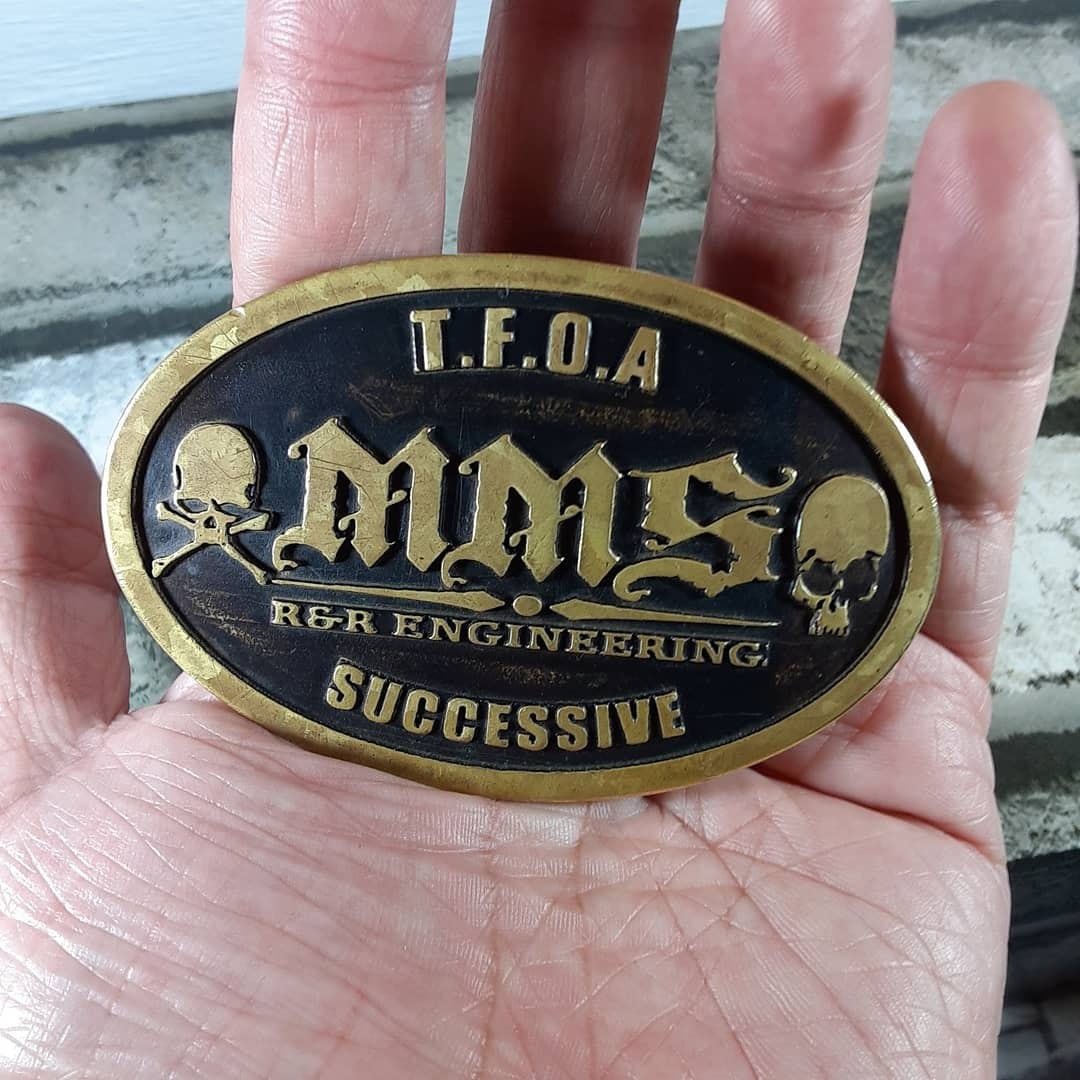 T.F.O.A
MMS
R&R ENGINEERING
SUCCESSIVE